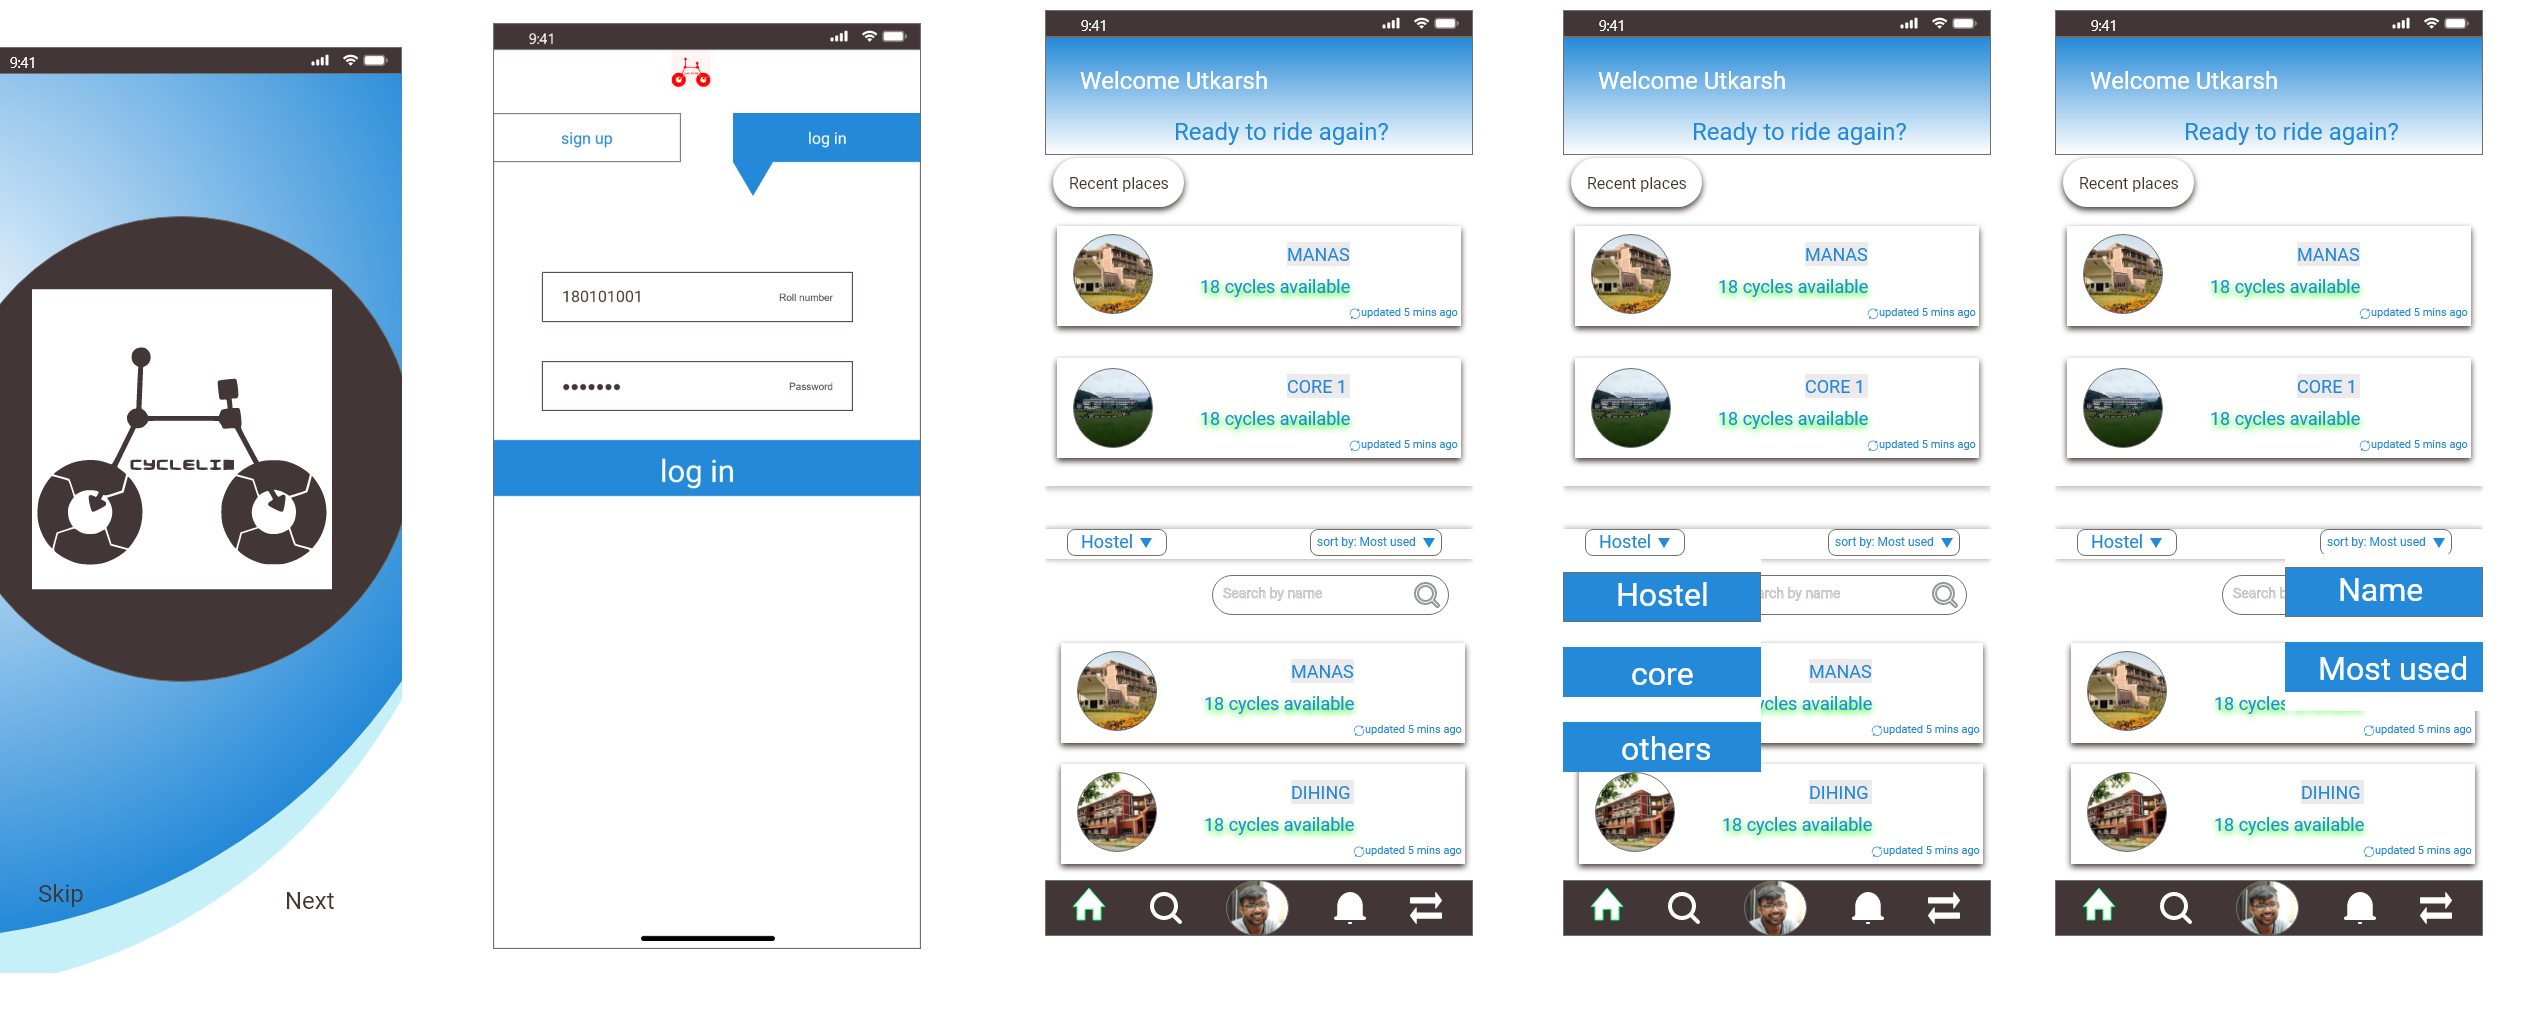 9:41
CYCLELI
Skip
Next
9:41
sign up
log in
180101001 Roll number
Password
log in
9:41
Welcome Utkarsh
Ready to ride again?
Recent places
MANAS
18 cycles available
updated 5 mins ago
CORE 1
18 cycles available
updated 5 mins ago
Hostel
sort by: Most used
Search by name
MANAS
18 cycles available
updated 5 mins ago
DIHING
18 cycles available
updated 5 mins ago
9:41
Welcome Utkarsh
Ready to ride again?
Recent places
MANAS
18 cycles available
updated 5 mins ago
CORE 1
18 cycles available
updated 5 mins ago
Hostel
sort by: Most used
Hostel
arch by name
core
MANAS
ycles available
updated 5 mins ago
others
DIHING
18 cycles available
updated 5 mins ago
9:41
Welcome Utkarsh
Ready to ride again?
Recent places
MANAS
18 cycles available
updated 5 mins ago
CORE 1
18 cycles available
updated 5 mins ago
Hostel
sort by: Most used
Search b
Name
Most used
18 cycles
updated 5 mins ago
DIHING
18 cycles available
updated 5 mins ago